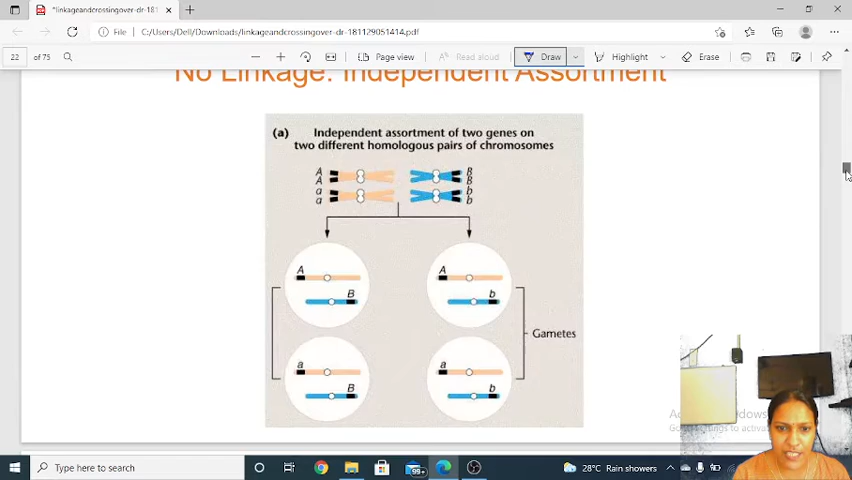 *linkageandcrossingover-dr-181
File
C:/Users/Dell/Downloads/linkageandcrossingover-dr-181129051414.pdf
22 of 75
Page view
Read aloud
Draw
Highlight
Erase
No Linkage: Independent Assortment
(a) Independent assortment of two genes on
two different homologous pairs of chromosomes
A B
A B
a b
a b
A A
B b
Gametes
a a
B b
Type here to search
99+
28°C Rain showers